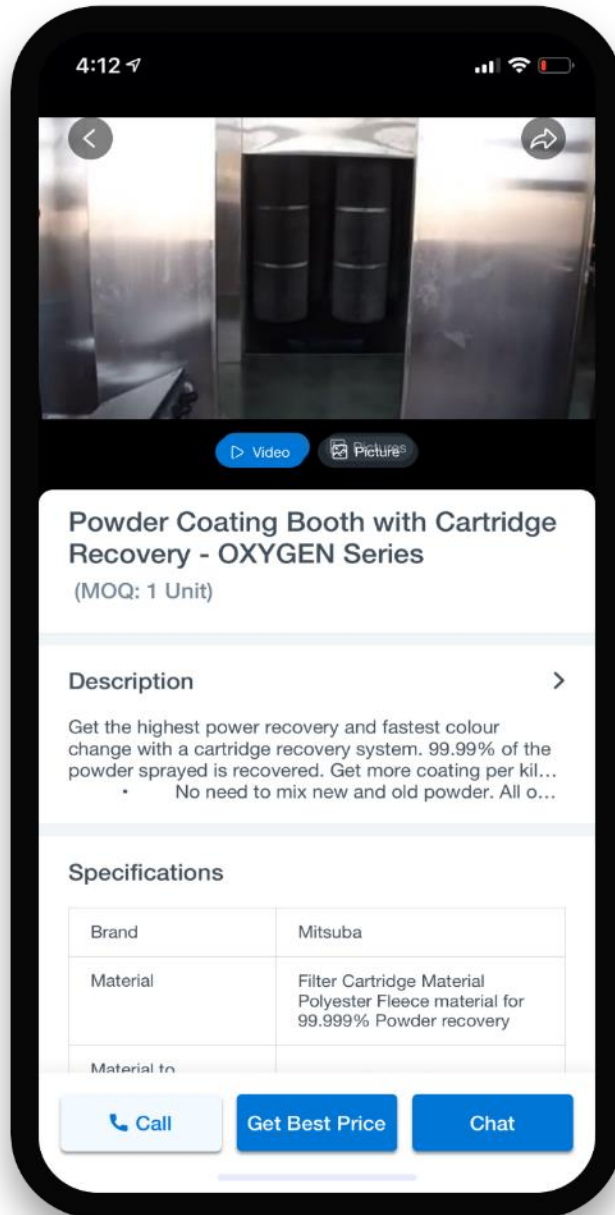 4:12
Video
Picture
Powder Coating Booth with Cartridge
Recovery - OXYGEN Series
(MOQ: 1 Unit)
Description
Get the highest power recovery and fastest colour
change with a cartridge recovery system. 99.99% of the
powder sprayed is recovered. Get more coating per kil...
• No need to mix new and old powder. All o...
Specifications
Brand
Mitsuba
Material
Filter Cartridge Material
Polyester Fleece material for
99.999% Powder recovery
Material to
Call
Get Best Price
Chat